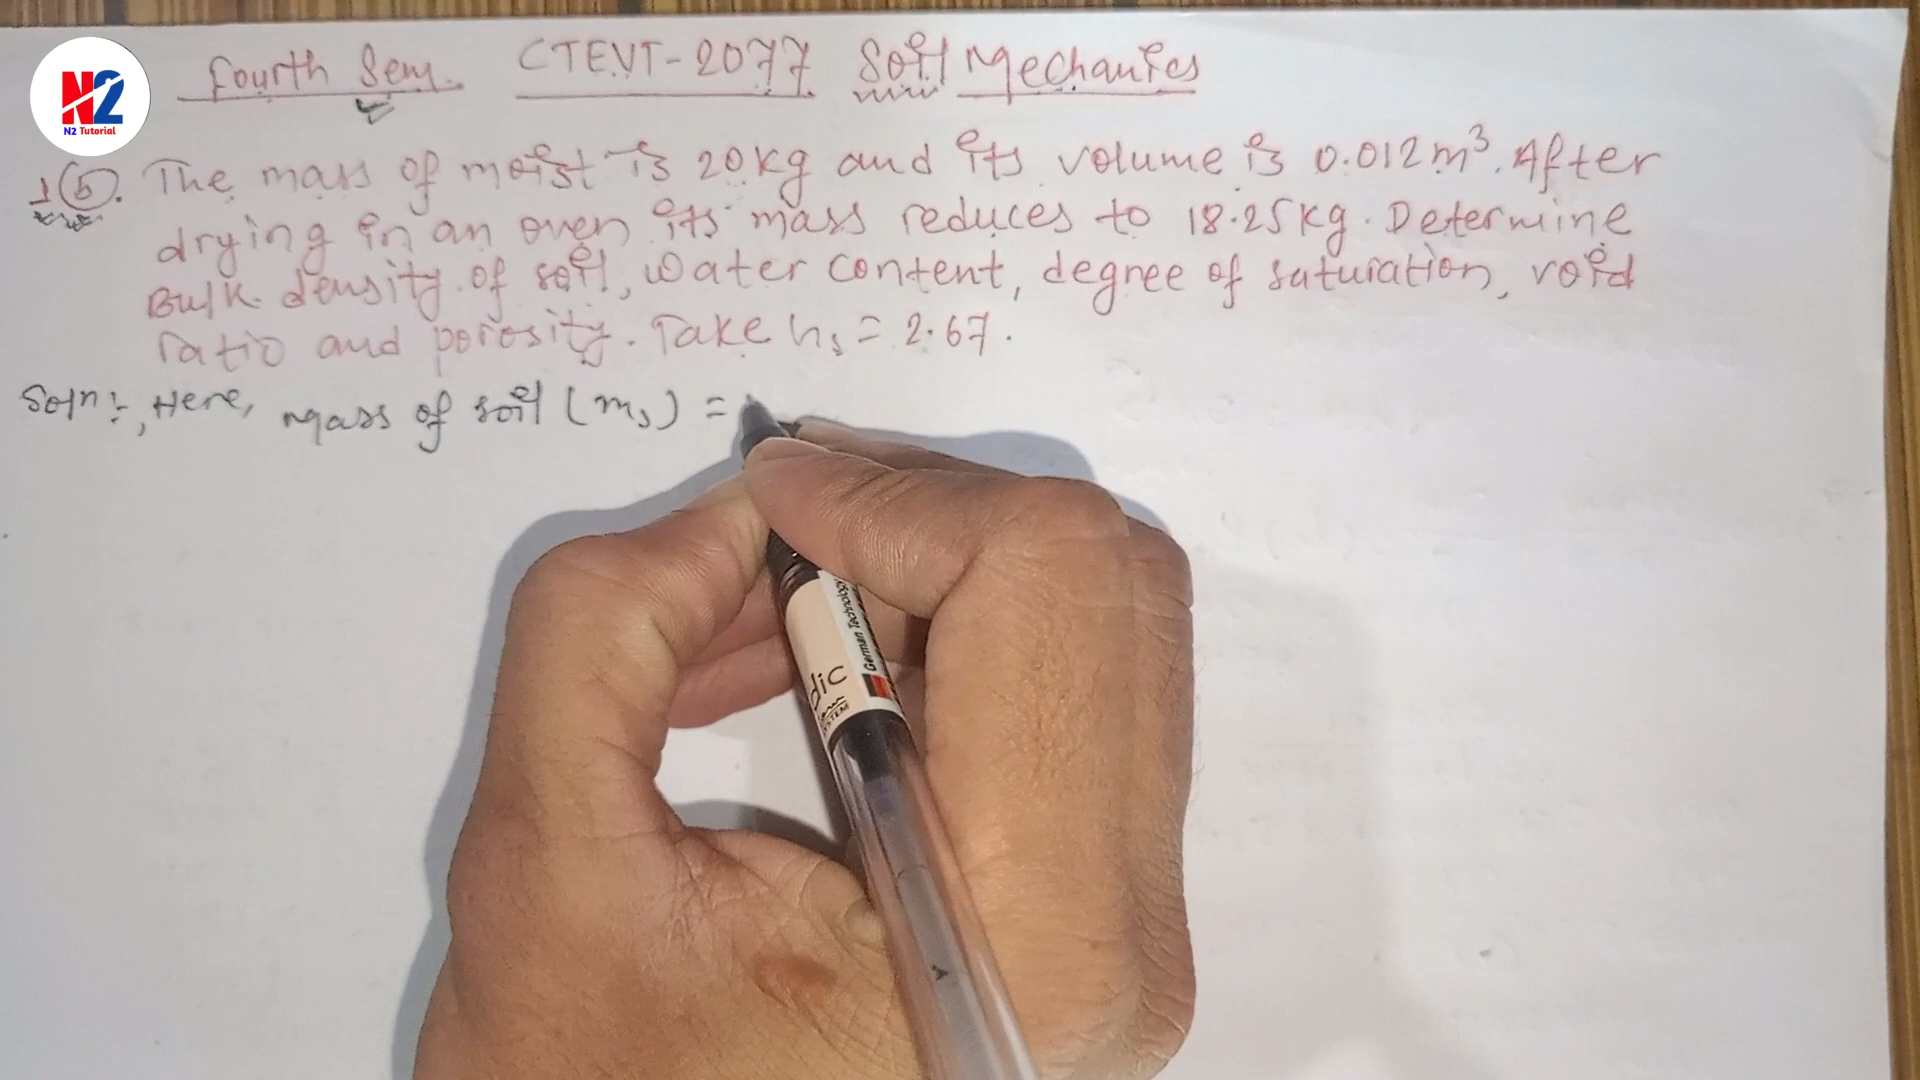 N2
N2 Tutorial
Fourth Sem. CTEVT-2077 Soil Mechanics
1(b). The mass of moist is 20kg and its volume is 0.012m³. After
drying in an oven its mass reduces to 18.25kg. Determine
Bulk density of soil, water content, degree of saturation, void
ratio and porosity. Take hs = 2.67.
Soln:-, Here, Mass of soil (ms) =
German Technology
dic